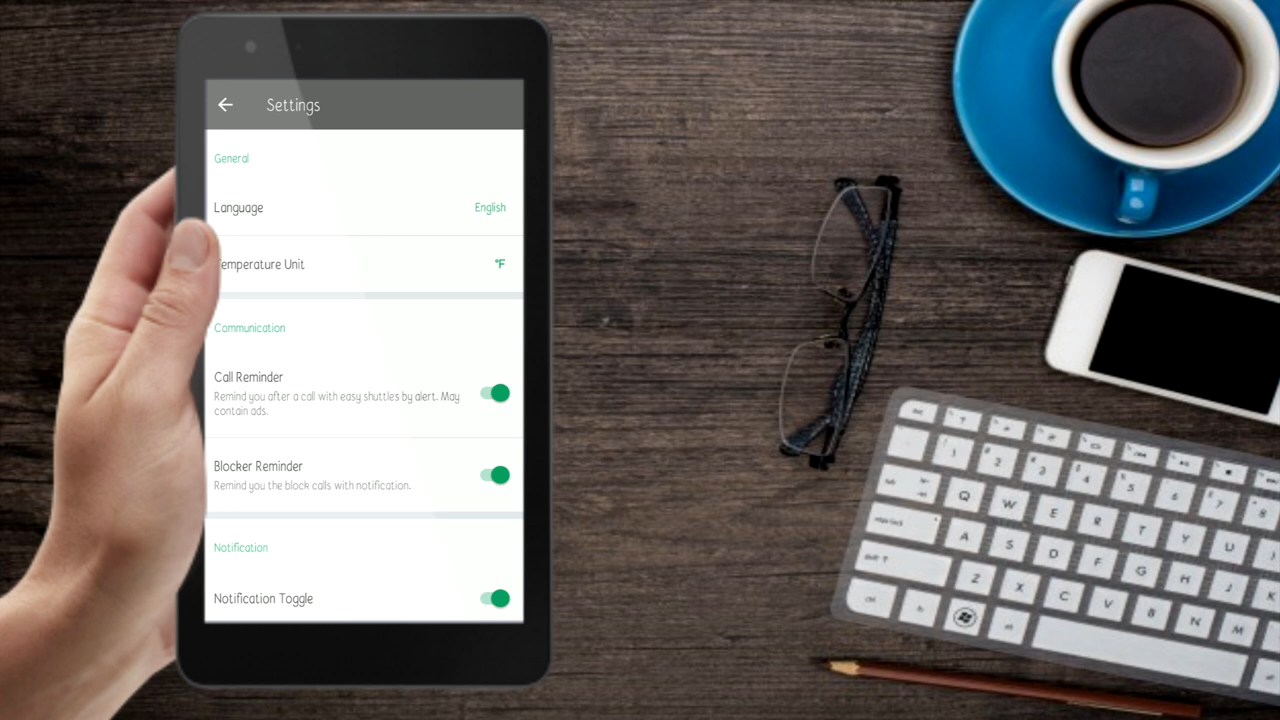 Settings
General
Language English
emperature Unit °F
Communication
Call Reminder
Remind you after a call with easy shuttles by alert. May
contain ads.
Blocker Reminder
Remind you the block calls with notification.
Notification
Notification Toggle
Q W E R T Y U
A S D F G H J K
Z X C V B N M